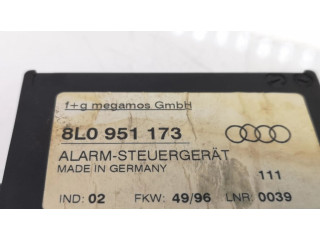 f+g megamos GmbH
8L0 951 173
ALARM-STEUERGERÄT
MADE IN GERMANY
111
IND: 02 FKW: 49/96 LNR: 0039